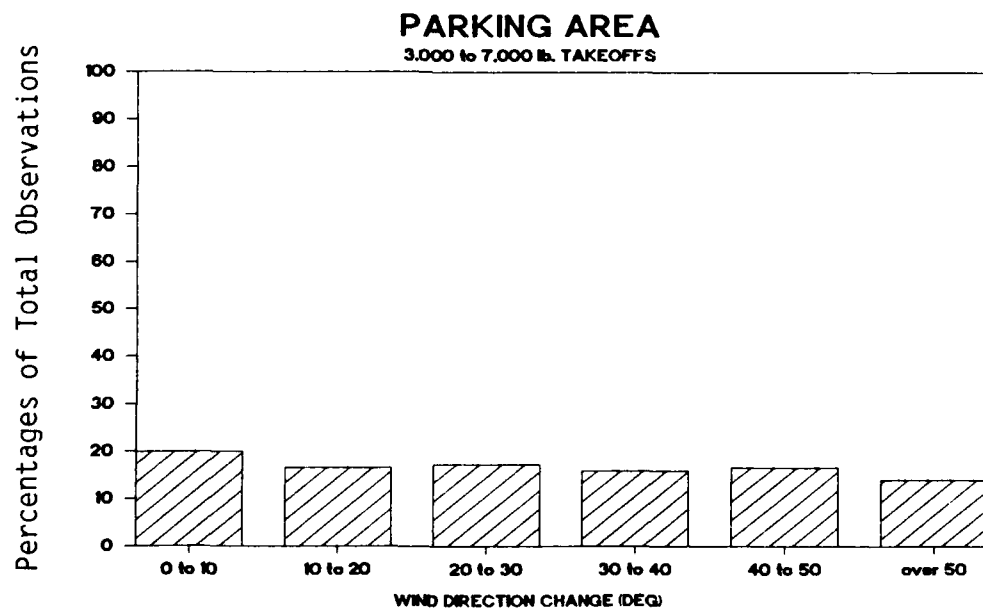 PARKING AREA
3.000 to 7.000 lb. TAKEOFFS
Percentages of Total Observations
100
90
80
70
60
50
40
30
20
10
0
0 to 10 10 to 20 20 to 30 30 to 40 40 to 50 over 50
WIND DIRECTION CHANGE (DEG)